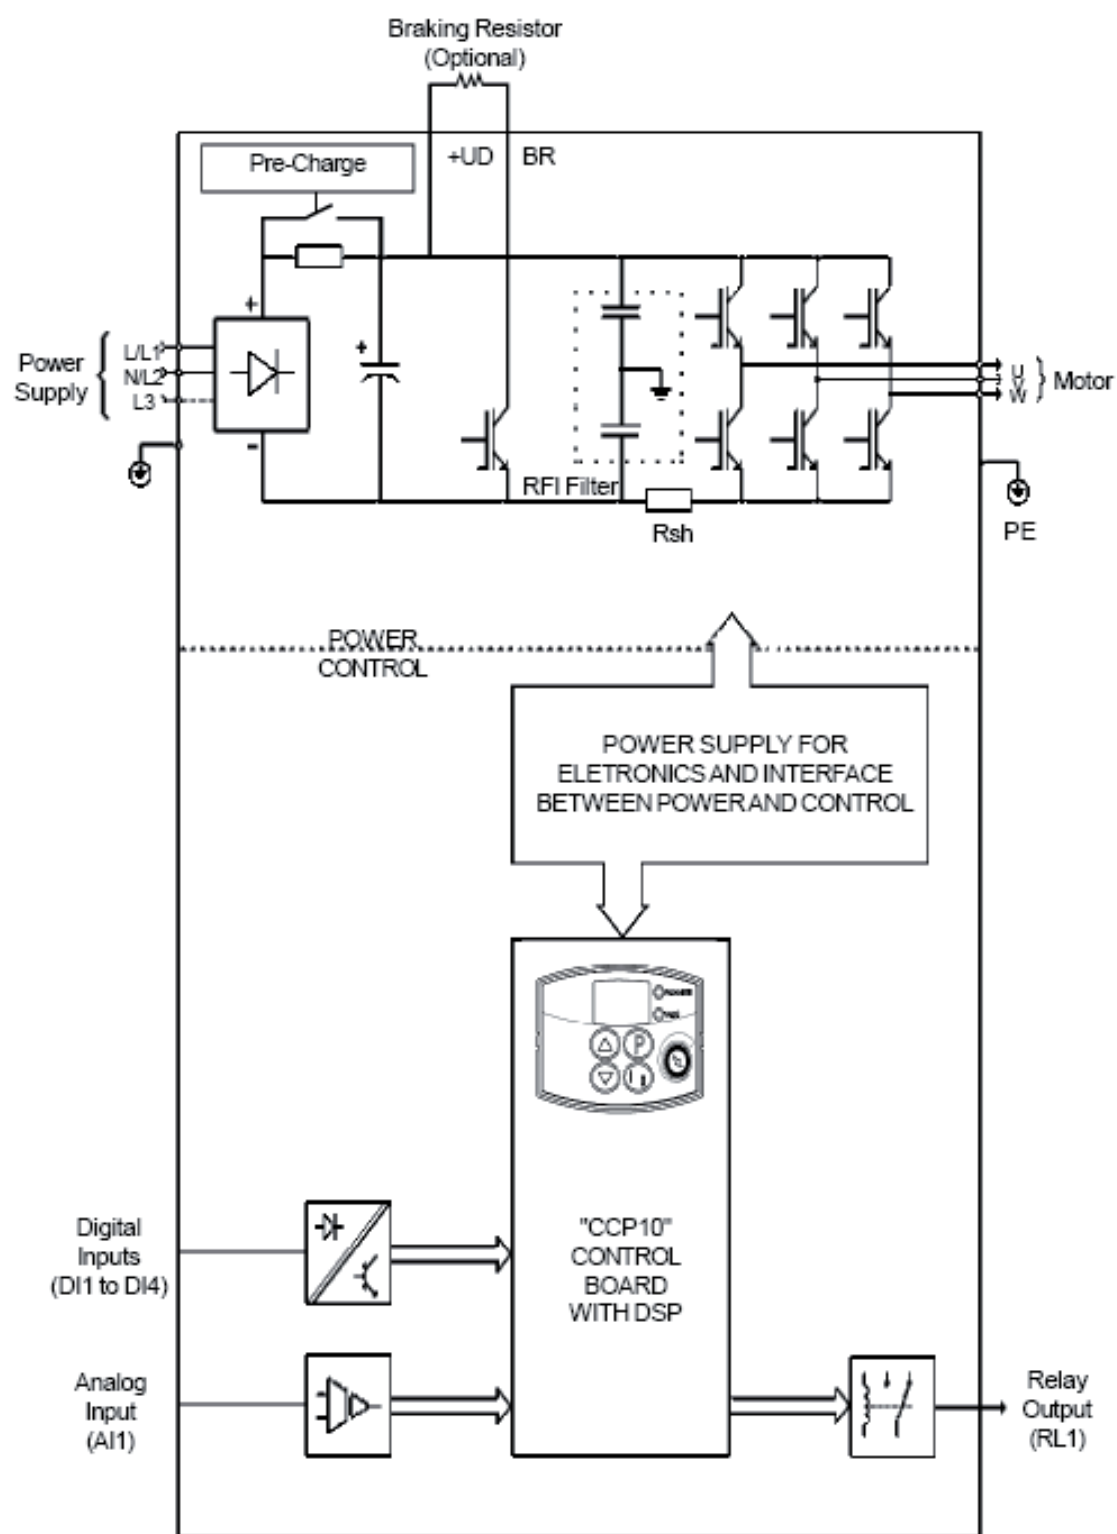 Braking Resistor
(Optional)
+UD
BR
Pre-Charge
+
+
Power
Supply
L/L1
N/L2
L3
-
U
V
W
Motor
RFI Filter
Rsh
PE
POWER
CONTROL
POWER SUPPLY FOR
ELETRONICS AND INTERFACE
BETWEEN POWER AND CONTROL
P
Digital
Inputs
(DI1 to DI4)
"CCP10"
CONTROL
BOARD
WITH DSP
Analog
Input
(AI1)
Relay
Output
(RL1)